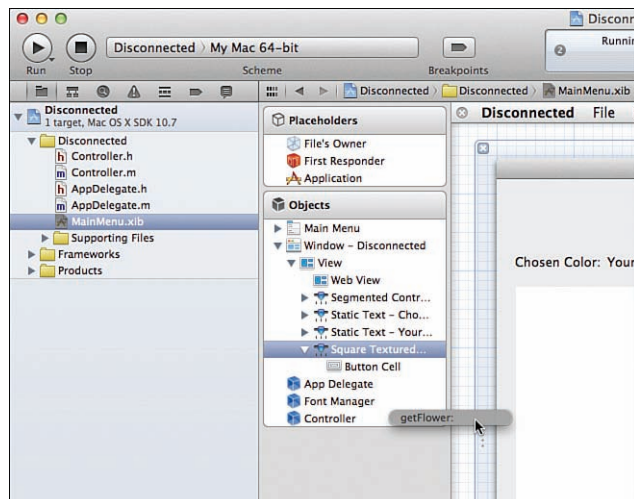 Disconn
Disconnected
My Mac 64-bit
2
Runnin
Run
Stop
Scheme
Breakpoints
Disconnected
Disconnected
MainMenu.xib
Disconnected
1 target, Mac OS X SDK 10.7
Disconnected
h Controller.h
m Controller.m
h AppDelegate.h
m AppDelegate.m
MainMenu.xib
Supporting Files
Frameworks
Products
Placeholders
File's Owner
First Responder
Application
Objects
Main Menu
Window – Disconnected
View
Web View
Segmented Contr...
Static Text – Cho...
Static Text – Your...
Square Textured...
Button Cell
App Delegate
Font Manager
Controller
getFlower:
Disconnected File
Chosen Color: Your